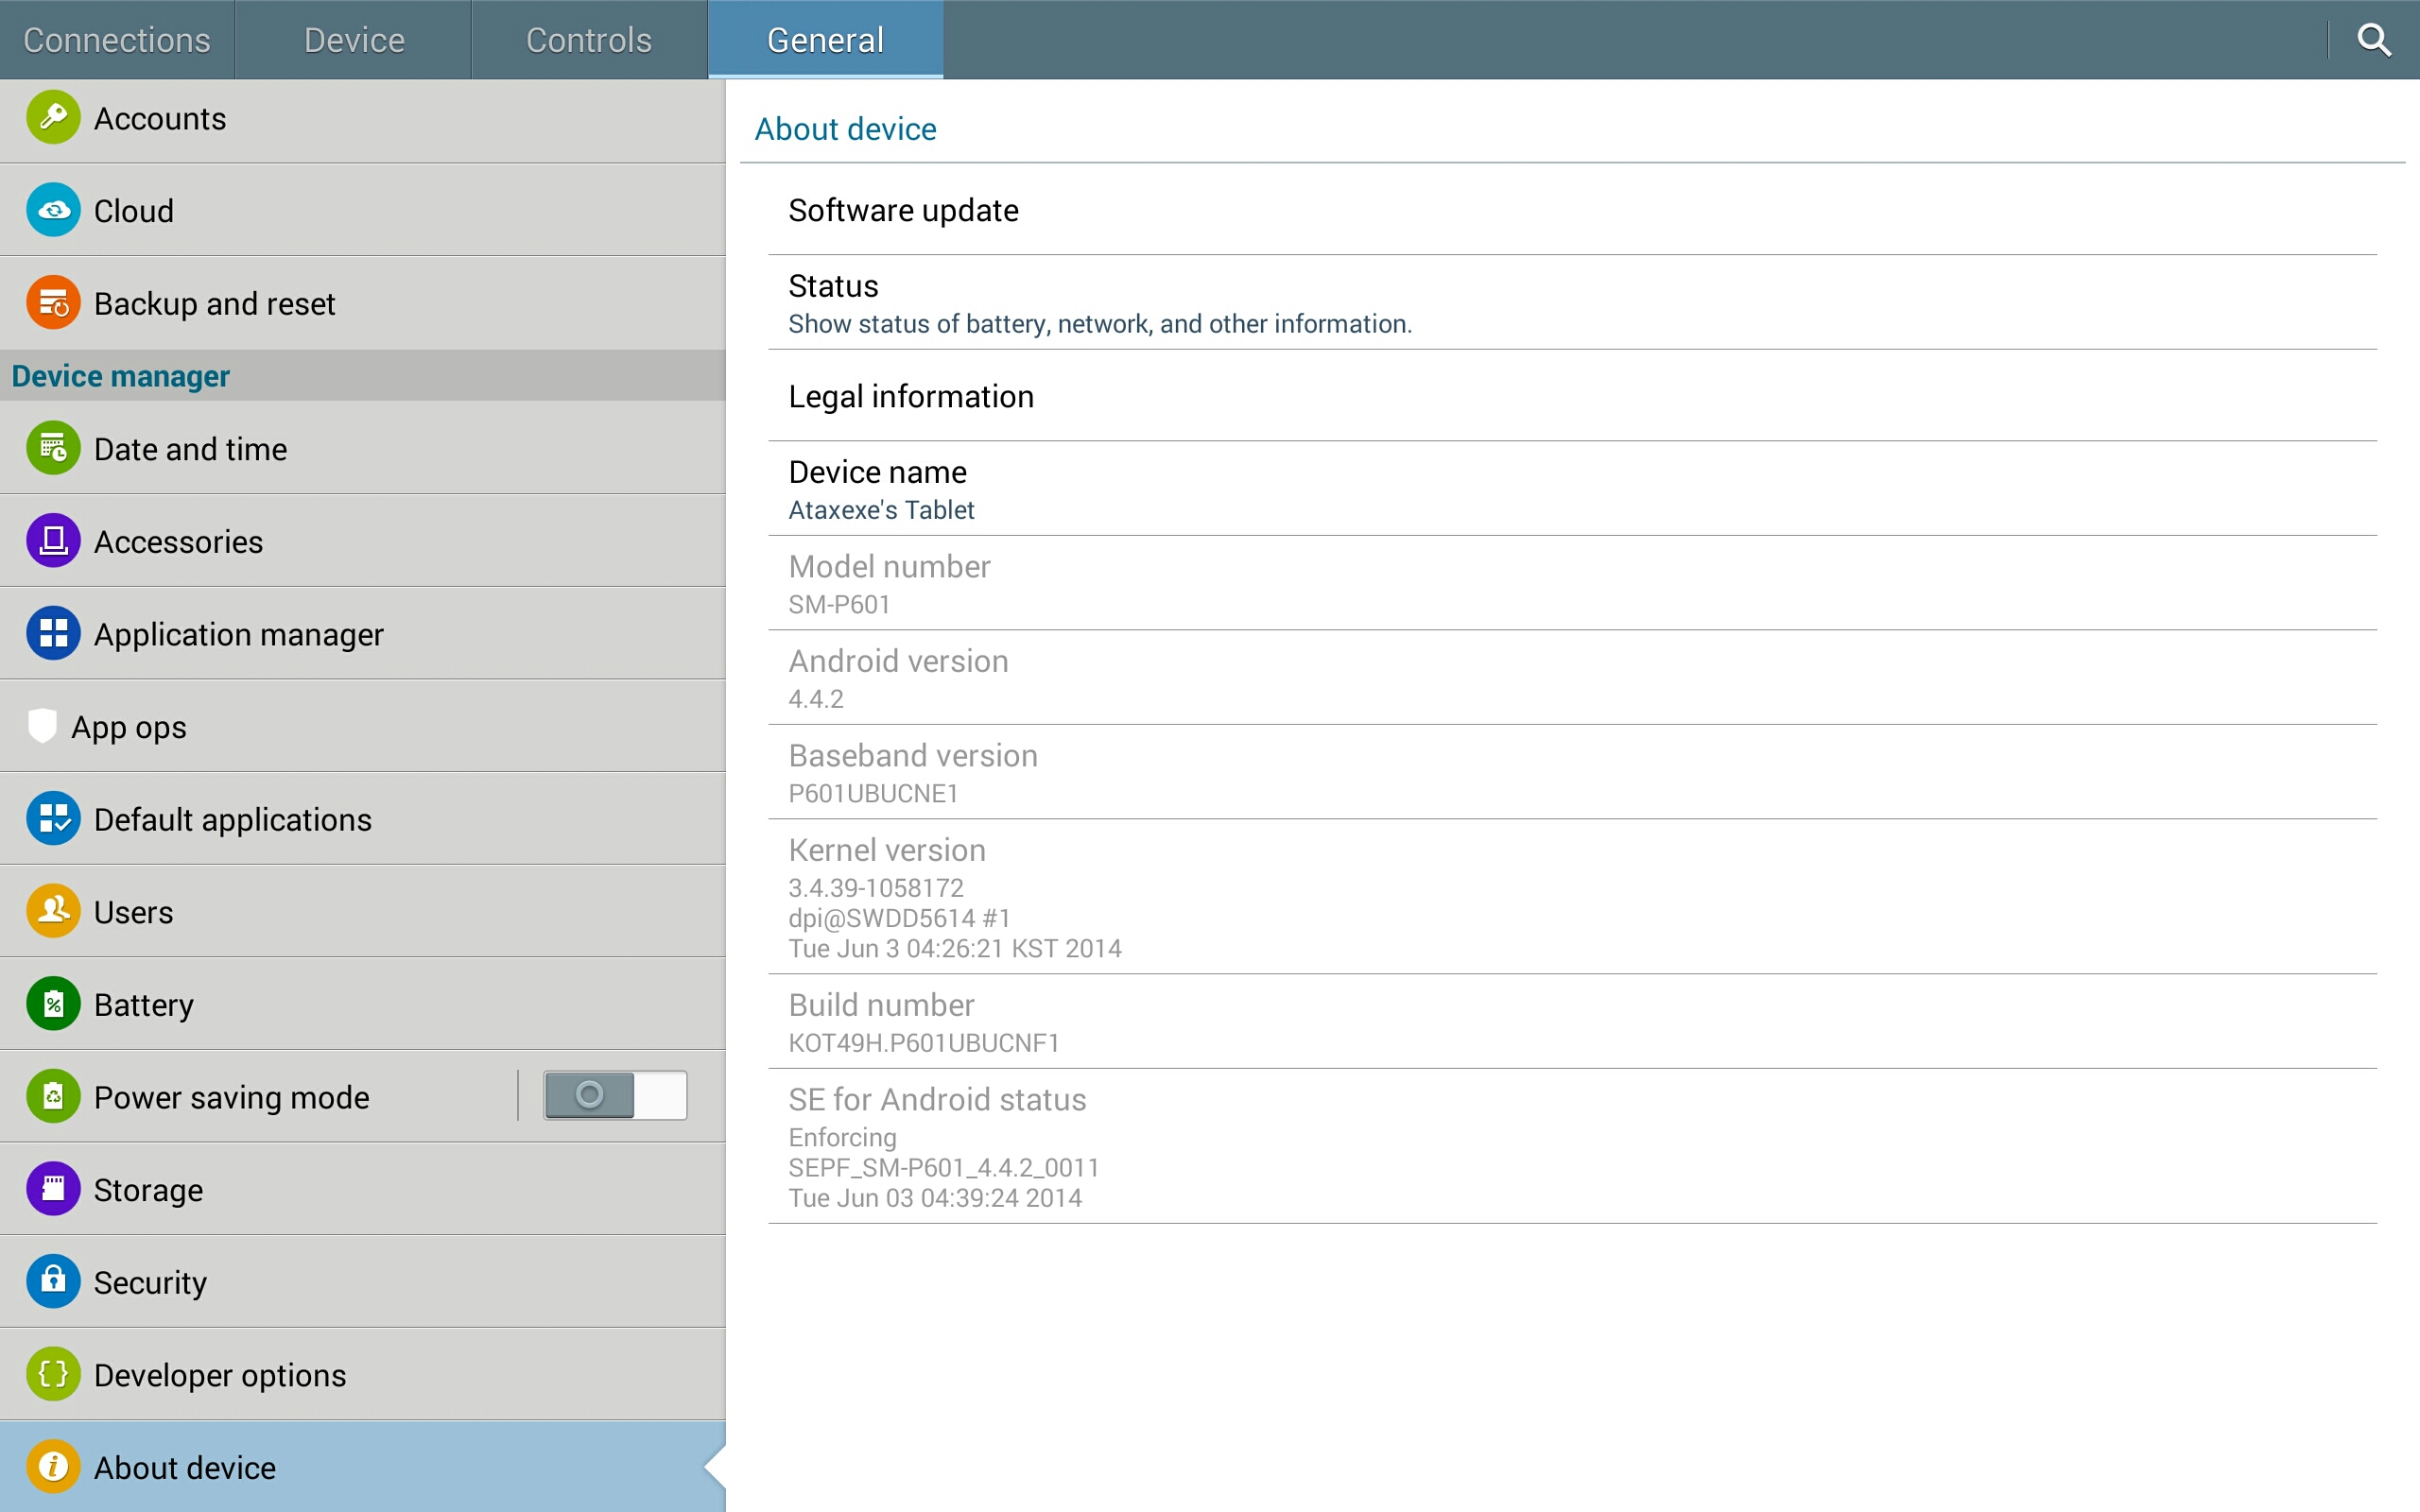 Connections
Device
Controls
General
Accounts
Cloud
Backup and reset
Device manager
Date and time
Accessories
Application manager
App ops
Default applications
Users
Battery
Power saving mode
Storage
Security
Developer options
About device
About device
Software update
Status
Show status of battery, network, and other information.
Legal information
Device name
Ataxexe's Tablet
Model number
SM-P601
Android version
4.4.2
Baseband version
P601UBUCNE1
Kernel version
3.4.39-1058172
dpi@SWDD5614 #1
Tue Jun 3 04:26:21 KST 2014
Build number
KOT49H.P601UBUCNF1
SE for Android status
Enforcing
SEPF_SM-P601_4.4.2_0011
Tue Jun 03 04:39:24 2014